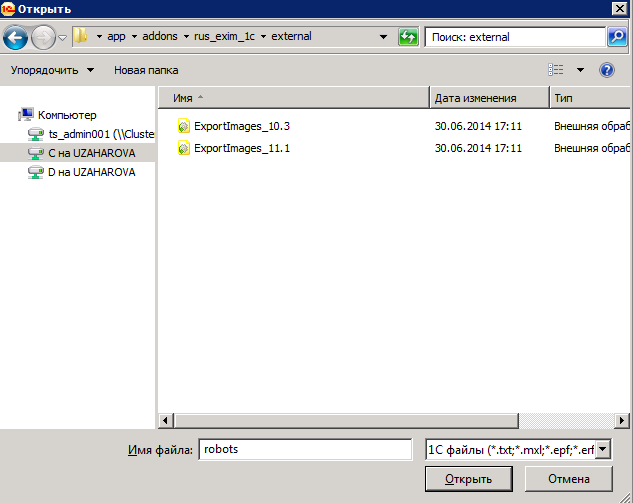 1С Открыть
app addons rus_exim_1c external Поиск: external
Упорядочить Новая папка
Компьютер
ts_admin001 (\\Cluster
C на UZAHAROVA
D на UZAHAROVA
Имя Дата изменения Тип
ExportImages_10.3 30.06.2014 17:11 Внешняя обраб
ExportImages_11.1 30.06.2014 17:11 Внешняя обраб
Имя файла: robots 1С файлы (*.txt;*.mxl;*.epf;*.erf
Открыть Отмена